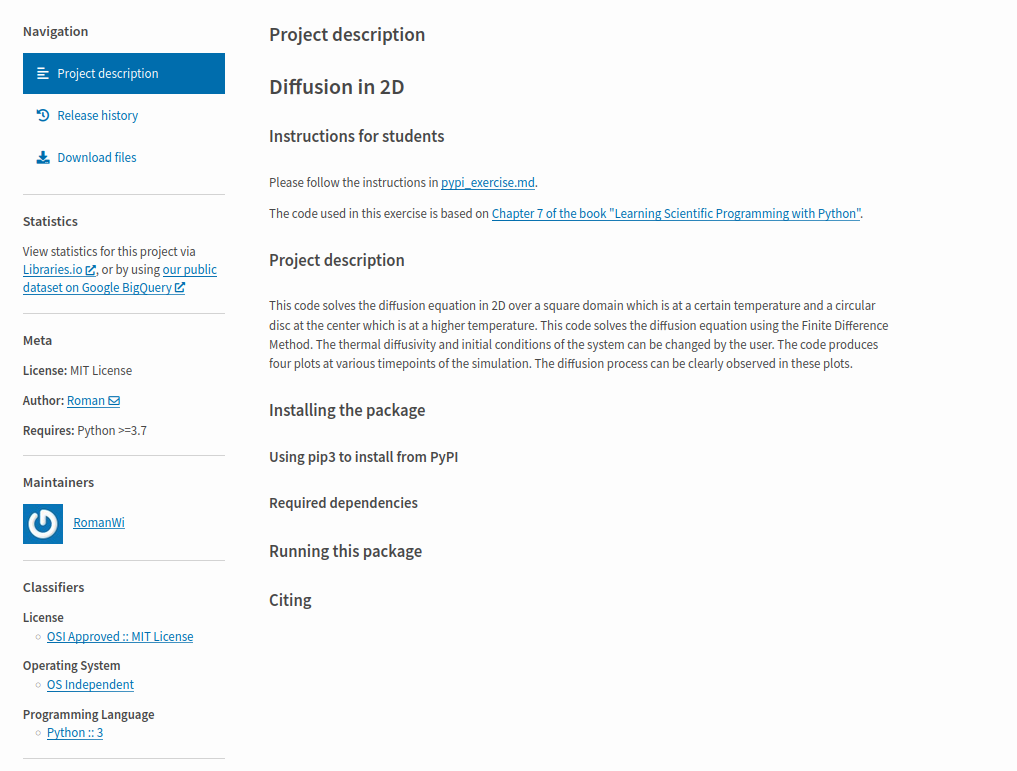 Navigation
Project description
Release history
Download files
Statistics
View statistics for this project via
Libraries.io, or by using our public
dataset on Google BigQuery
Meta
License: MIT License
Author: Roman
Requires: Python >=3.7
Maintainers
RomanWi
Classifiers
License
OSI Approved :: MIT License
Operating System
OS Independent
Programming Language
Python :: 3
Project description
Diffusion in 2D
Instructions for students
Please follow the instructions in pypi_exercise.md.
The code used in this exercise is based on Chapter 7 of the book "Learning Scientific Programming with Python".
Project description
This code solves the diffusion equation in 2D over a square domain which is at a certain temperature and a circular
disc at the center which is at a higher temperature. This code solves the diffusion equation using the Finite Difference
Method. The thermal diffusivity and initial conditions of the system can be changed by the user. The code produces
four plots at various timepoints of the simulation. The diffusion process can be clearly observed in these plots.
Installing the package
Using pip3 to install from PyPI
Required dependencies
Running this package
Citing